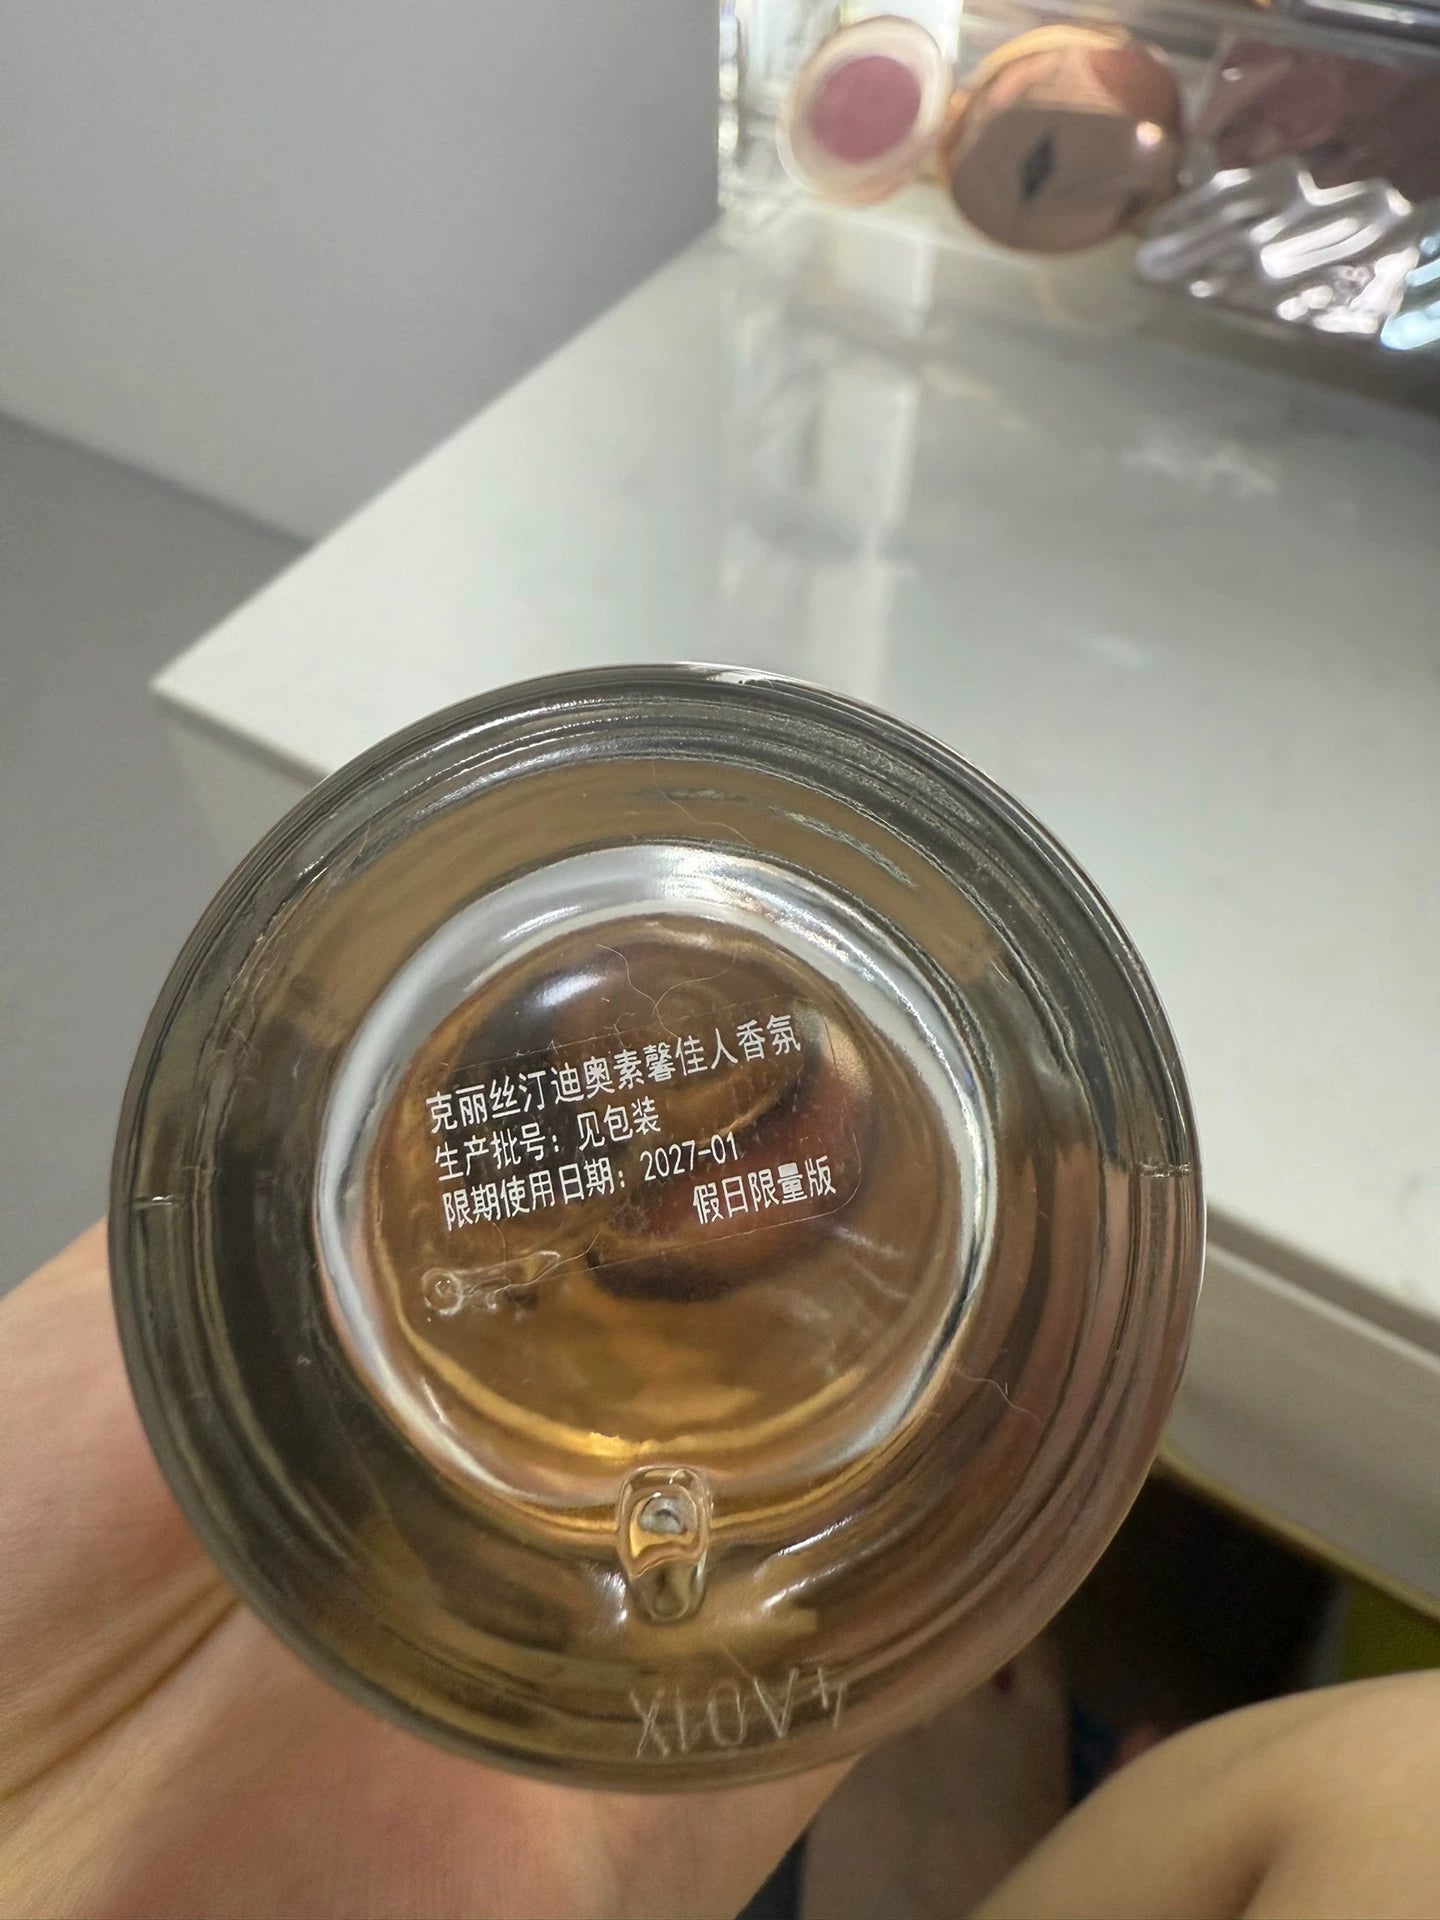 克丽丝汀迪奥素馨佳人香氛
生产批号：见包装
限期使用日期：2027-01
假日限量版
4A01X